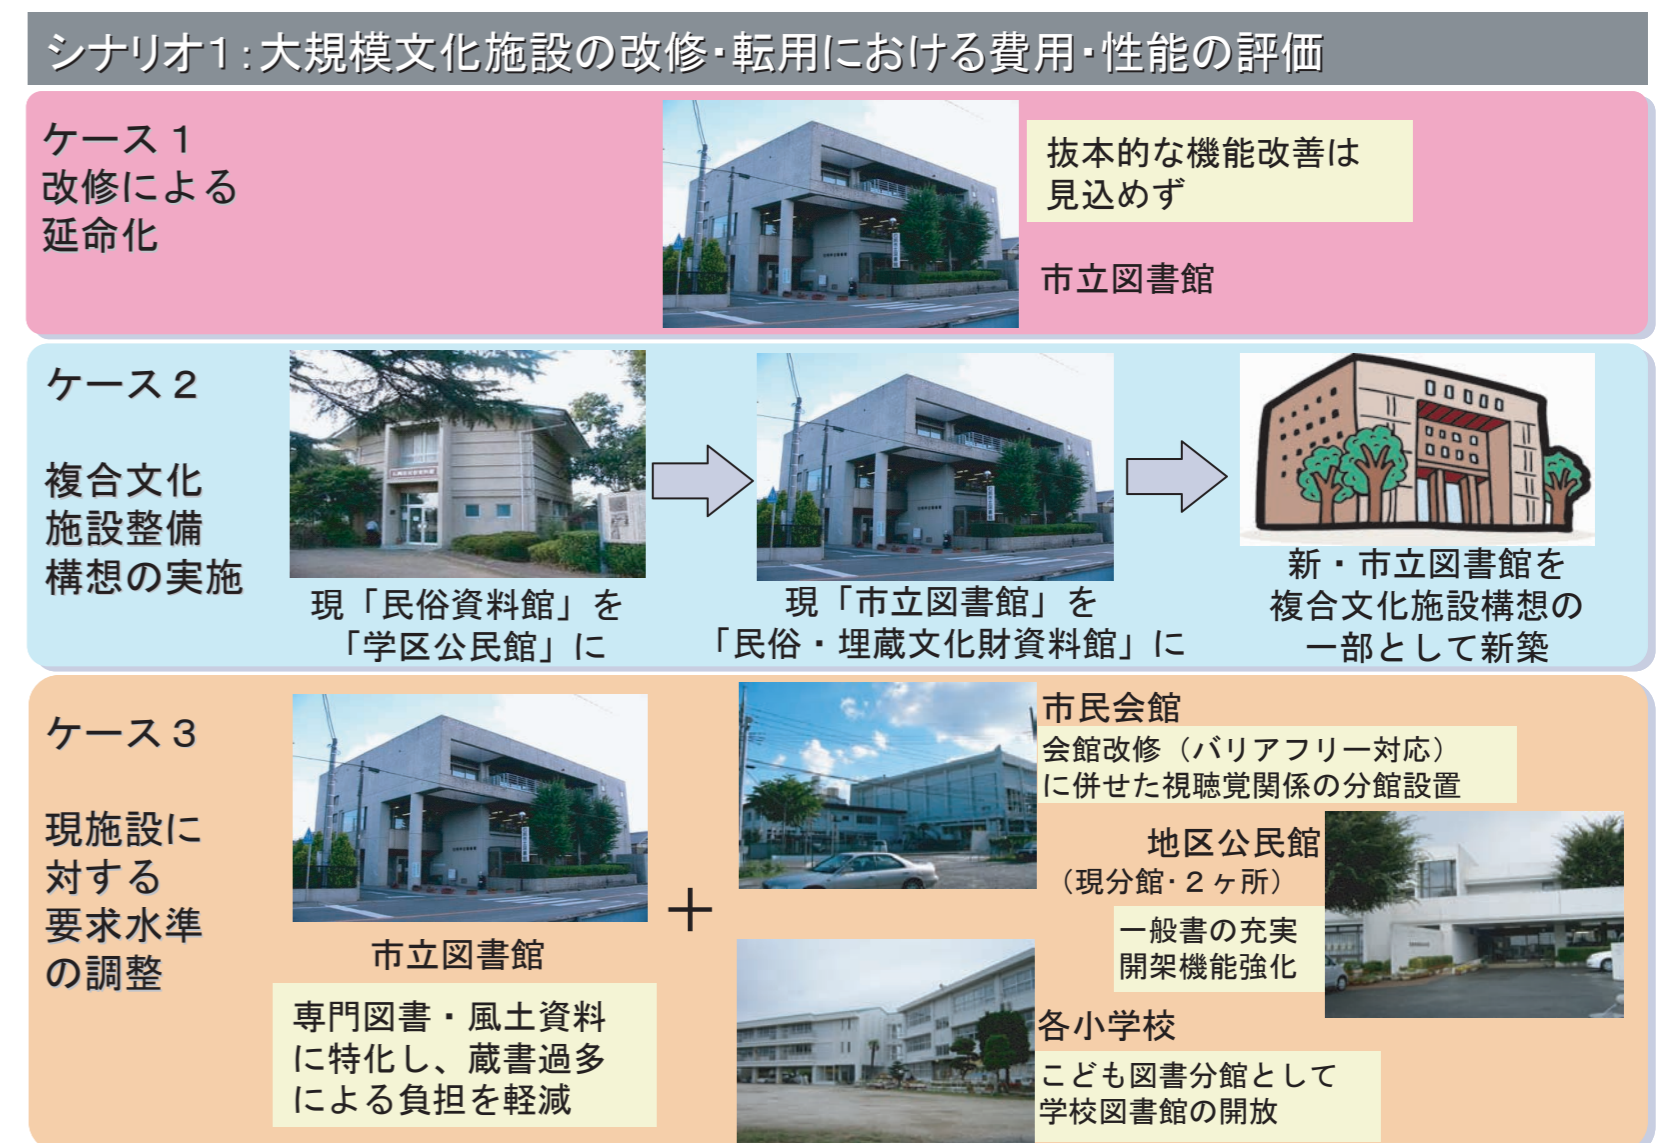 シナリオ1:大規模文化施設の改修・転用における費用・性能の評価
ケース1
改修による
延命化
抜本的な機能改善は
見込めず
市立図書館
ケース2
複合文化
施設整備
構想の実施
現「民俗資料館」を
「学区公民館」に
現「市立図書館」を
「民俗・埋蔵文化財資料館」に
新・市立図書館を
複合文化施設構想の
一部として新築
ケース3
現施設に
対する
要求水準
の調整
市立図書館
専門図書・風土資料
に特化し、蔵書過多
による負担を軽減
+
市民会館
会館改修(バリアフリー対応)
に併せた視聴覚関係の分館設置
地区公民館
(現分館・2ヶ所)
一般書の充実
開架機能強化
各小学校
こども図書分館として
学校図書館の開放